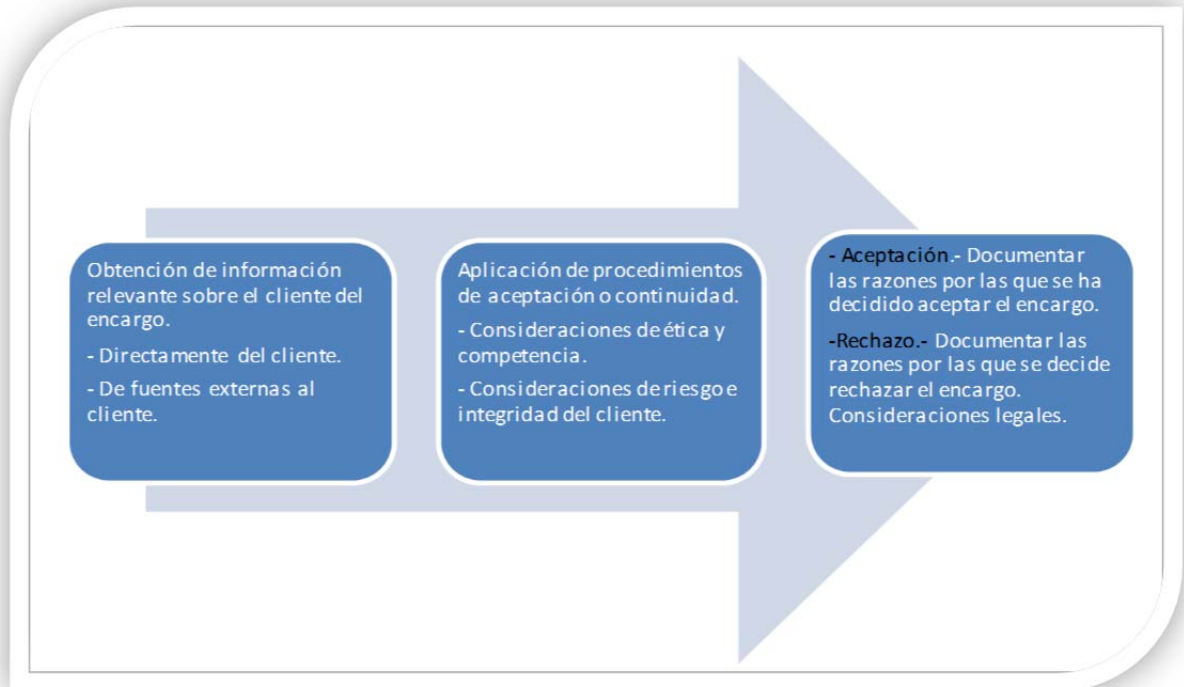 Obtención de información
relevante sobre el cliente del
encargo.
- Directamente del cliente.
- De fuentes externas al
cliente.
Aplicación de procedimientos
de aceptación o continuidad.
- Consideraciones de ética y
competencia.
- Consideraciones de riesgo e
integridad del cliente.
- Aceptación.- Documentar
las razones por las que se ha
decidido aceptar el encargo.
-Rechazo.- Documentar las
razones por las que se decide
rechazar el encargo.
Consideraciones legales.